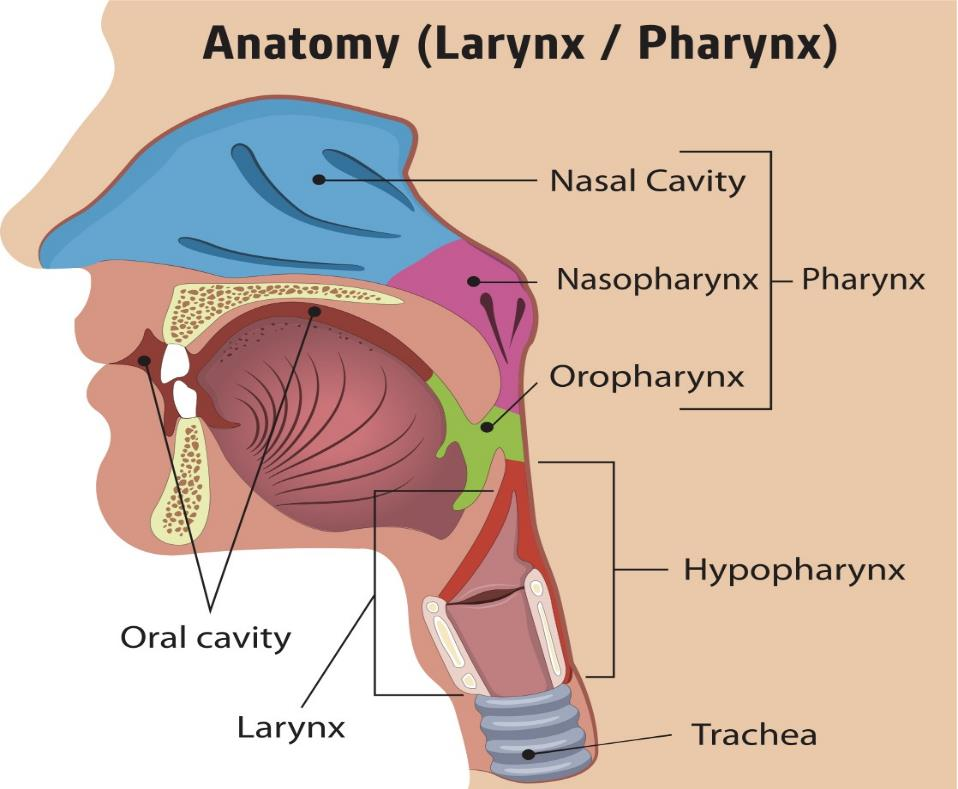 Anatomy (Larynx / Pharynx)
Nasal Cavity
Nasopharynx
Pharynx
Oropharynx
Hypopharynx
Oral cavity
Larynx
Trachea